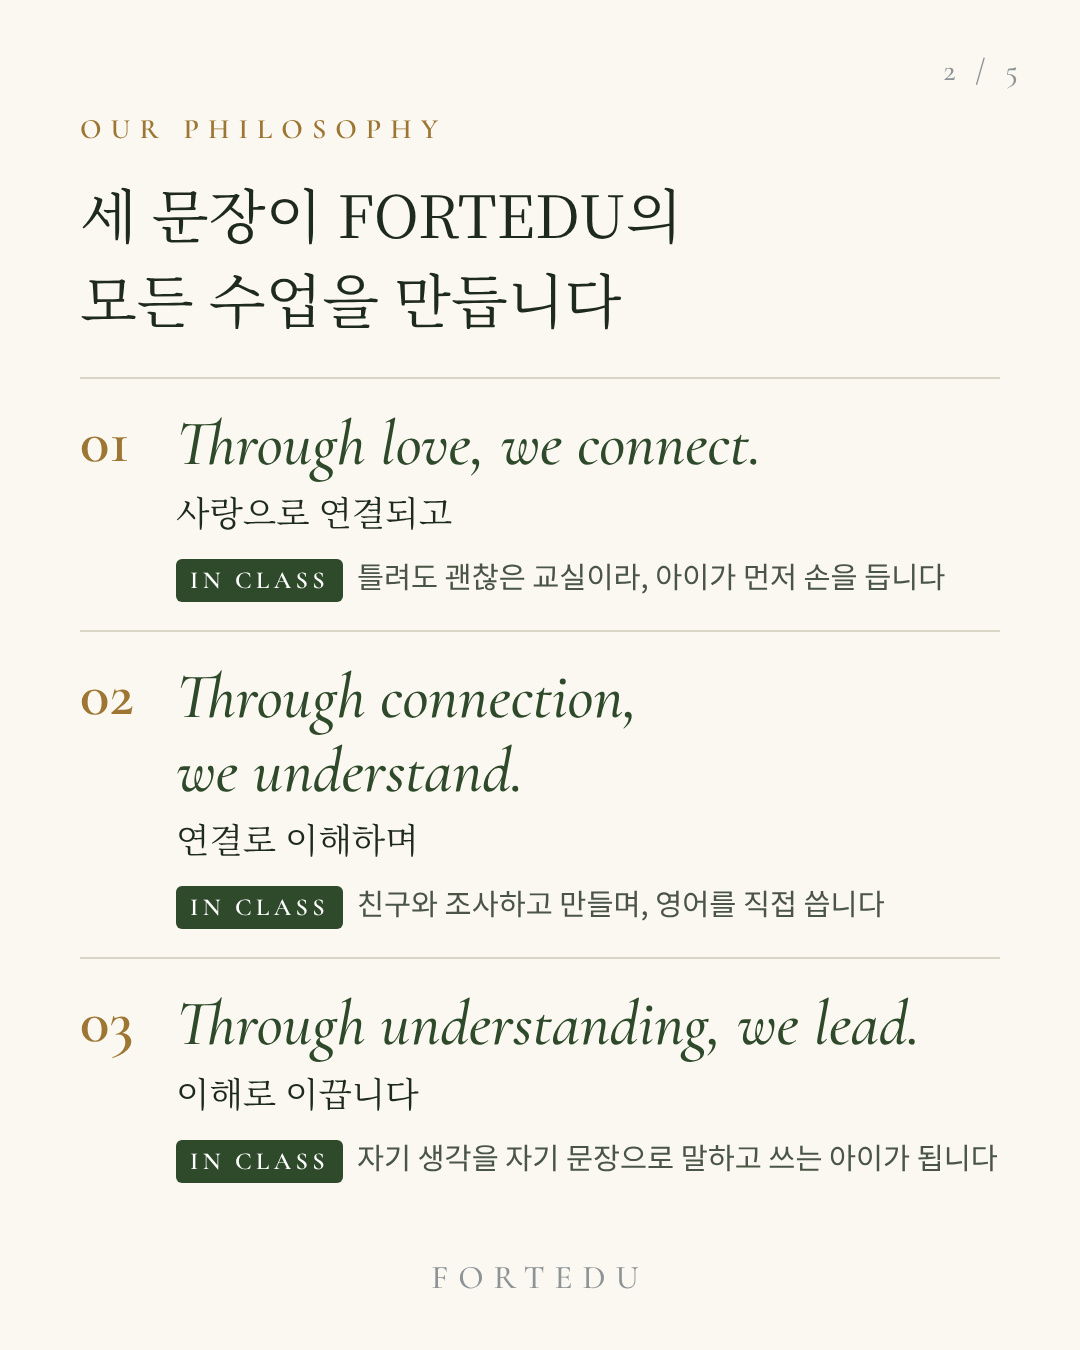 2 / 5
OUR PHILOSOPHY
세 문장이 FORTEDU의
모든 수업을 만듭니다
01 Through love, we connect.
사랑으로 연결되고
IN CLASS 틀려도 괜찮은 교실이라, 아이가 먼저 손을 듭니다
02 Through connection,
we understand.
연결로 이해하며
IN CLASS 친구와 조사하고 만들며, 영어를 직접 씁니다
03 Through understanding, we lead.
이해로 이끕니다
IN CLASS 자기 생각을 자기 문장으로 말하고 쓰는 아이가 됩니다
FORTEDU